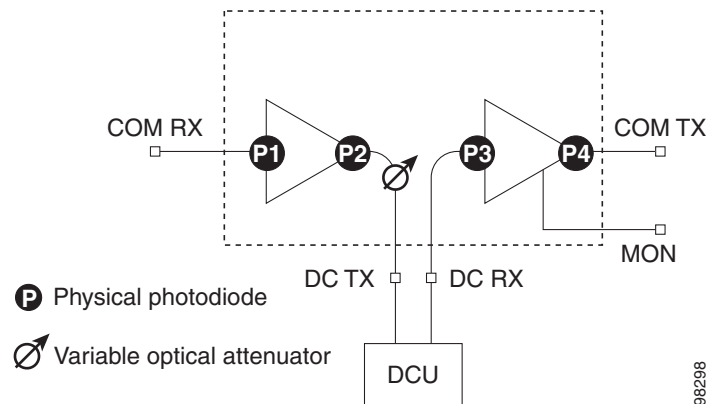 COM RX
P1
P2
P3
P4
COM TX
MON
DC TX
DC RX
P Physical photodiode
Variable optical attenuator
DCU
98298